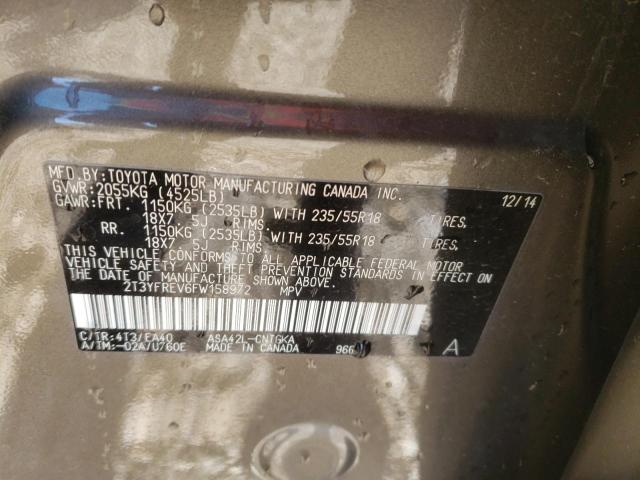 MFD.BY:TOYOTA MOTOR MANUFACTURING CANADA INC.
12/14
GVWR:2055KG (4525LB)
GAWR:FRT. 1150KG (2535LB) WITH 235/55R18 TIRES,
18X7 5J RIMS.
RR. 1150KG (2535LB) WITH 235/55R18 TIRES,
18X7 5J RIMS.
THIS VEHICLE CONFORMS TO ALL APPLICABLE FEDERAL MOTOR
VEHICLE SAFETY AND THEFT PREVENTION STANDARDS
IN EFFECT ON THE DATE OF MANUFACTURE SHOWN ABOVE.
2T3YFREV6FW158972 MPV
C/TR:4T3/EA40 ASA42L-CNTGKA
A/TM:-02A/U760E MADE IN CANADA 966 A